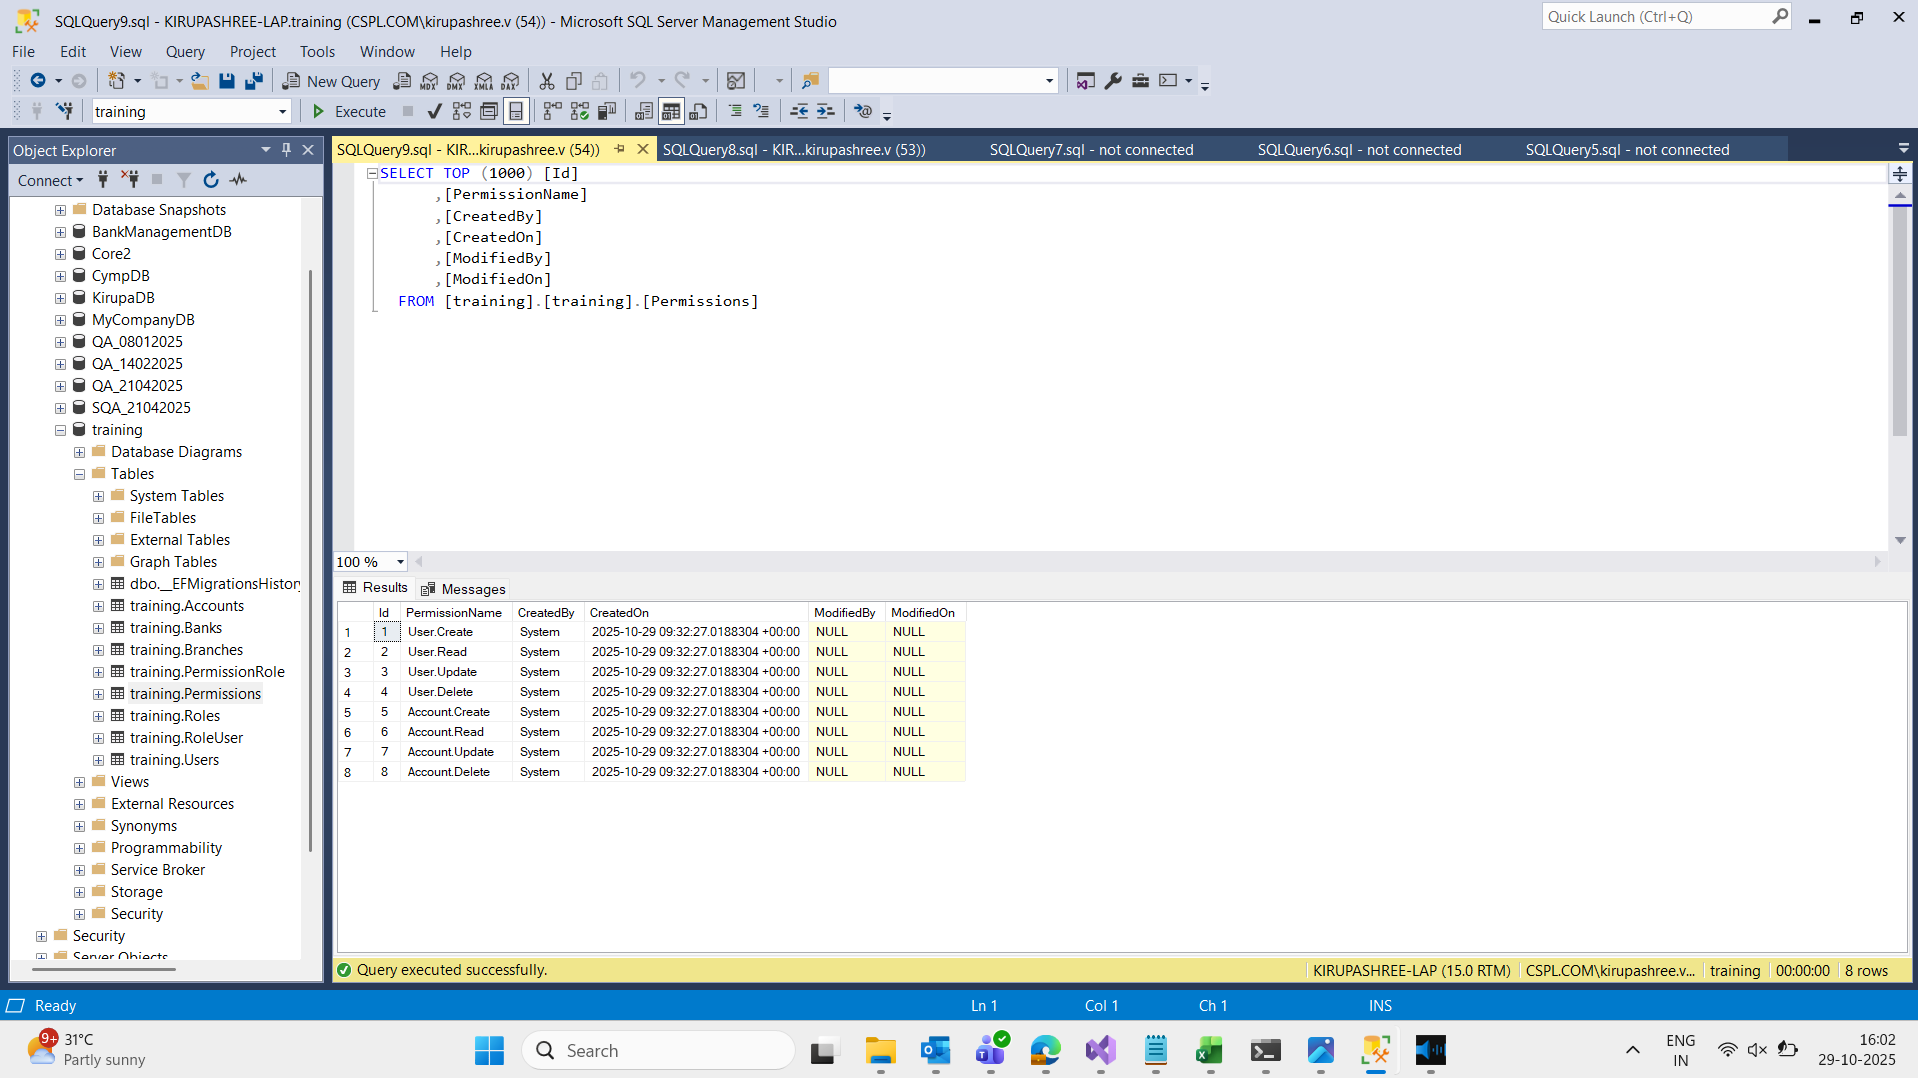 SQLQuery9.sql - KIRUPASHREE-LAP.training (CSPL.COM\kirupashree.v (54)) - Microsoft SQL Server Management Studio
Quick Launch (Ctrl+Q)
File Edit View Query Project Tools Window Help
New Query MDX DMX XMLA DAX
training Execute
Object Explorer
SQLQuery9.sql - KIR...kirupashree.v (54)) SQLQuery8.sql - KIR...kirupashree.v (53)) SQLQuery7.sql - not connected SQLQuery6.sql - not connected SQLQuery5.sql - not connected
Connect
Database Snapshots
BankManagementDB
Core2
CympDB
KirupaDB
MyCompanyDB
QA_08012025
QA_14022025
QA_21042025
SQA_21042025
training
Database Diagrams
Tables
System Tables
FileTables
External Tables
Graph Tables
dbo.__EFMigrationsHistory
training.Accounts
training.Banks
training.Branches
training.PermissionRole
training.Permissions
training.Roles
training.RoleUser
training.Users
Views
External Resources
Synonyms
Programmability
Service Broker
Storage
Security
Security
Server Objects
SELECT TOP (1000) [Id]
,[PermissionName]
,[CreatedBy]
,[CreatedOn]
,[ModifiedBy]
,[ModifiedOn]
FROM [training].[training].[Permissions]
100 %
Results Messages
Id PermissionName CreatedBy CreatedOn ModifiedBy ModifiedOn
1 1 User.Create System 2025-10-29 09:32:27.0188304 +00:00 NULL NULL
2 2 User.Read System 2025-10-29 09:32:27.0188304 +00:00 NULL NULL
3 3 User.Update System 2025-10-29 09:32:27.0188304 +00:00 NULL NULL
4 4 User.Delete System 2025-10-29 09:32:27.0188304 +00:00 NULL NULL
5 5 Account.Create System 2025-10-29 09:32:27.0188304 +00:00 NULL NULL
6 6 Account.Read System 2025-10-29 09:32:27.0188304 +00:00 NULL NULL
7 7 Account.Update System 2025-10-29 09:32:27.0188304 +00:00 NULL NULL
8 8 Account.Delete System 2025-10-29 09:32:27.0188304 +00:00 NULL NULL
Query executed successfully. KIRUPASHREE-LAP (15.0 RTM) CSPL.COM\kirupashree.v... training 00:00:00 8 rows
Ready Ln 1 Col 1 Ch 1 INS
9+ 31°C
Partly sunny
Search
ENG
IN
16:02
29-10-2025